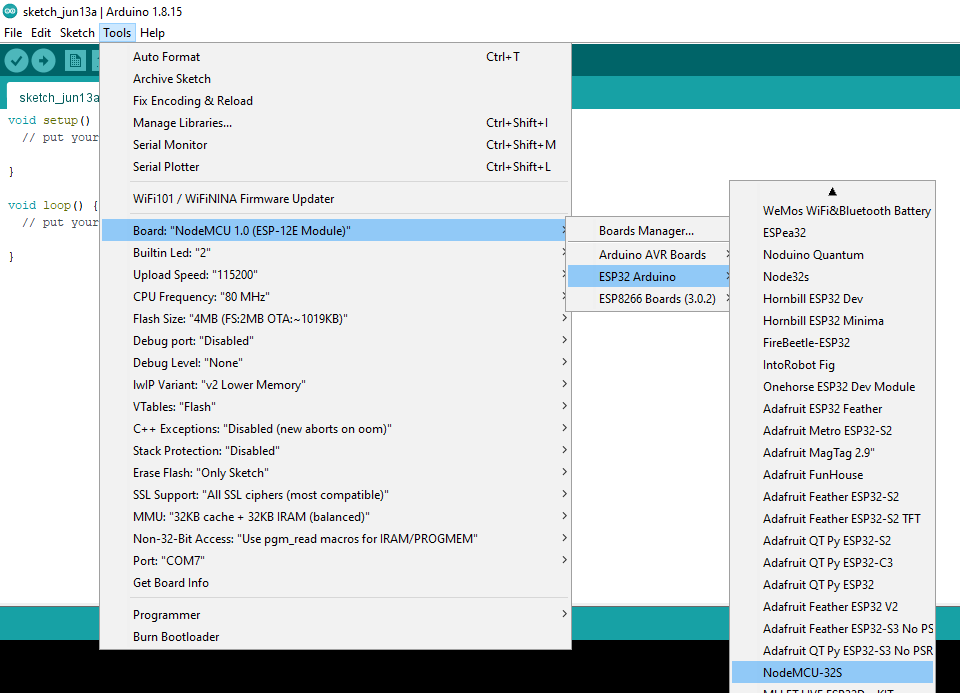 sketch_jun13a | Arduino 1.8.15
File Edit Sketch Tools Help
sketch_jun13a
void setup()
// put your
}
void loop() {
// put your
}
Auto Format Ctrl+T
Archive Sketch
Fix Encoding & Reload
Manage Libraries... Ctrl+Shift+I
Serial Monitor Ctrl+Shift+M
Serial Plotter Ctrl+Shift+L
WiFi101 / WiFiNINA Firmware Updater
Board: "NodeMCU 1.0 (ESP-12E Module)"
Builtin Led: "2"
Upload Speed: "115200"
CPU Frequency: "80 MHz"
Flash Size: "4MB (FS:2MB OTA:~1019KB)"
Debug port: "Disabled"
Debug Level: "None"
lwIP Variant: "v2 Lower Memory"
VTables: "Flash"
C++ Exceptions: "Disabled (new aborts on oom)"
Stack Protection: "Disabled"
Erase Flash: "Only Sketch"
SSL Support: "All SSL ciphers (most compatible)"
MMU: "32KB cache + 32KB IRAM (balanced)"
Non-32-Bit Access: "Use pgm_read macros for IRAM/PROGMEM"
Port: "COM7"
Get Board Info
Programmer
Burn Bootloader
Boards Manager...
Arduino AVR Boards
ESP32 Arduino
ESP8266 Boards (3.0.2)
WeMos WiFi&Bluetooth Battery
ESPea32
Noduino Quantum
Node32s
Hornbill ESP32 Dev
Hornbill ESP32 Minima
FireBeetle-ESP32
IntoRobot Fig
Onehorse ESP32 Dev Module
Adafruit ESP32 Feather
Adafruit Metro ESP32-S2
Adafruit MagTag 2.9"
Adafruit FunHouse
Adafruit Feather ESP32-S2
Adafruit Feather ESP32-S2 TFT
Adafruit QT Py ESP32-S2
Adafruit QT Py ESP32-C3
Adafruit QT Py ESP32
Adafruit Feather ESP32 V2
Adafruit Feather ESP32-S3 No PS
Adafruit QT Py ESP32-S3 No PSR
NodeMCU-32S